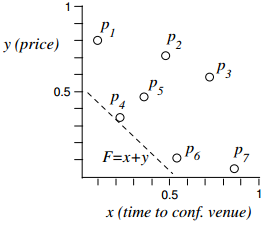 1
p1
p2
y (price)
p3
0.5
p5
p4
F=x+y
p6
p7
0.5
1
x (time to conf. venue)